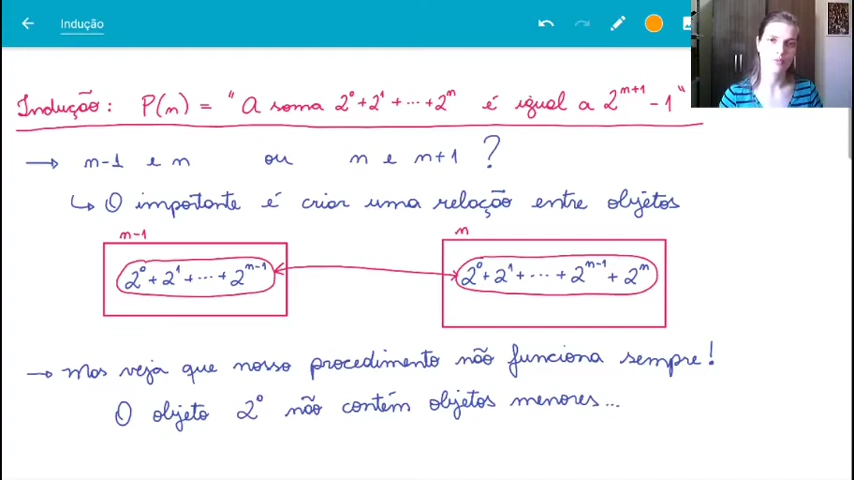 Indução
Indução: P(n) = "A soma 2⁰+2¹+⋯+2ⁿ é igual a 2ⁿ⁺¹-1"
→ n-1 e n ou n e n+1 ?
↳ O importante é criar uma relação entre objetos
n-1 n
2⁰+2¹+⋯+2ⁿ⁻¹ 2⁰+2¹+⋯+2ⁿ⁻¹+2ⁿ
→ Mas veja que nosso procedimento não funciona sempre!
O objeto 2⁰ não contém objetos menores...